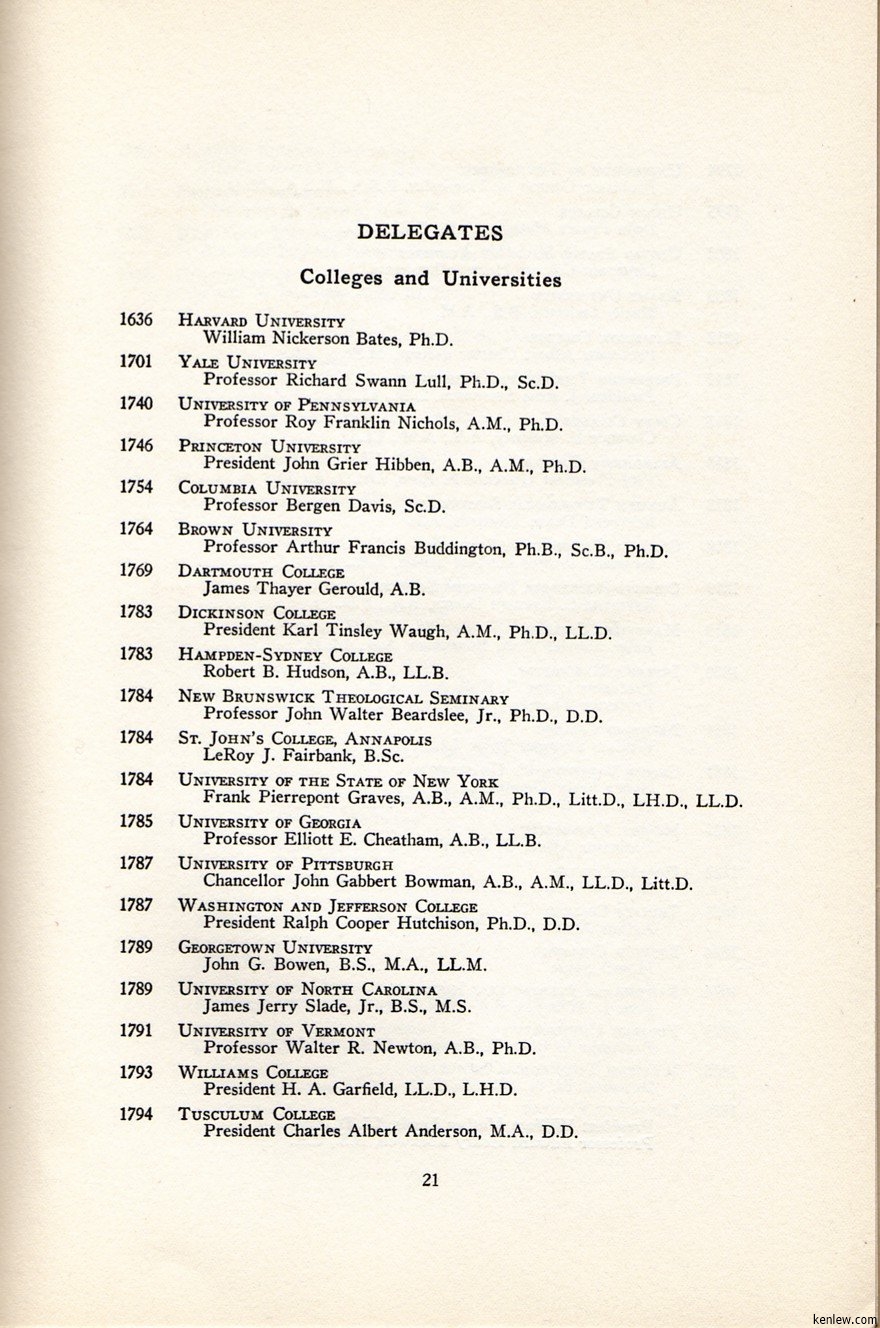 DELEGATES
Colleges and Universities
1636 HARVARD UNIVERSITY
William Nickerson Bates, Ph.D.
1701 YALE UNIVERSITY
Professor Richard Swann Lull, Ph.D., Sc.D.
1740 UNIVERSITY OF PENNSYLVANIA
Professor Roy Franklin Nichols, A.M., Ph.D.
1746 PRINCETON UNIVERSITY
President John Grier Hibben, A.B., A.M., Ph.D.
1754 COLUMBIA UNIVERSITY
Professor Bergen Davis, Sc.D.
1764 BROWN UNIVERSITY
Professor Arthur Francis Buddington, Ph.B., Sc.B., Ph.D.
1769 DARTMOUTH COLLEGE
James Thayer Gerould, A.B.
1783 DICKINSON COLLEGE
President Karl Tinsley Waugh, A.M., Ph.D., LL.D.
1783 HAMPDEN-SYDNEY COLLEGE
Robert B. Hudson, A.B., LL.B.
1784 NEW BRUNSWICK THEOLOGICAL SEMINARY
Professor John Walter Beardslee, Jr., Ph.D., D.D.
1784 ST. JOHN'S COLLEGE, ANNAPOLIS
LeRoy J. Fairbank, B.Sc.
1784 UNIVERSITY OF THE STATE OF NEW YORK
Frank Pierrepont Graves, A.B., A.M., Ph.D., Litt.D., LH.D., LL.D.
1785 UNIVERSITY OF GEORGIA
Professor Elliott E. Cheatham, A.B., LL.B.
1787 UNIVERSITY OF PITTSBURGH
Chancellor John Gabbert Bowman, A.B., A.M., LL.D., Litt.D.
1787 WASHINGTON AND JEFFERSON COLLEGE
President Ralph Cooper Hutchison, Ph.D., D.D.
1789 GEORGETOWN UNIVERSITY
John G. Bowen, B.S., M.A., LL.M.
1789 UNIVERSITY OF NORTH CAROLINA
James Jerry Slade, Jr., B.S., M.S.
1791 UNIVERSITY OF VERMONT
Professor Walter R. Newton, A.B., Ph.D.
1793 WILLIAMS COLLEGE
President H. A. Garfield, LL.D., L.H.D.
1794 TUSCULUM COLLEGE
President Charles Albert Anderson, M.A., D.D.
21
kenlew.com